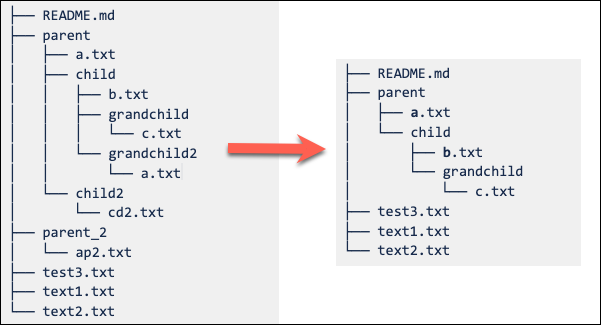 ├── README.md
├── parent
│   ├── a.txt
│   ├── child
│   │   ├── b.txt
│   │   ├── grandchild
│   │   │   └── c.txt
│   │   └── grandchild2
│   │       └── a.txt
│   └── child2
│       └── cd2.txt
├── parent_2
│   └── ap2.txt
├── test3.txt
├── text1.txt
└── text2.txt
├── README.md
├── parent
│   ├── a.txt
│   └── child
│       ├── b.txt
│       └── grandchild
│           └── c.txt
├── test3.txt
├── text1.txt
└── text2.txt